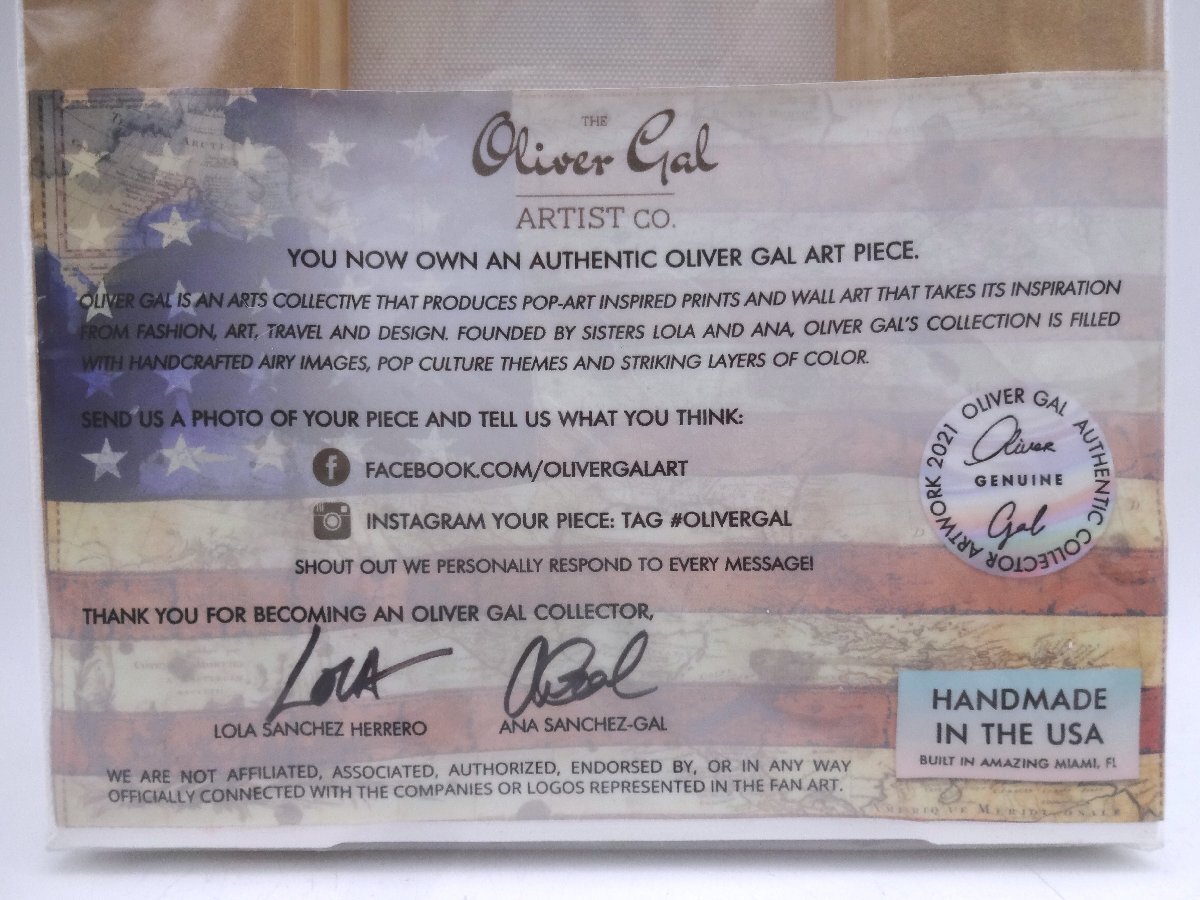 THE
Oliver Gal
ARTIST CO.
YOU NOW OWN AN AUTHENTIC OLIVER GAL ART PIECE.
OLIVER GAL IS AN ARTS COLLECTIVE THAT PRODUCES POP-ART INSPIRED PRINTS AND WALL ART THAT TAKES ITS INSPIRATION
FROM FASHION, ART, TRAVEL AND DESIGN. FOUNDED BY SISTERS LOLA AND ANA, OLIVER GAL'S COLLECTION IS FILLED
WITH HANDCRAFTED AIRY IMAGES, POP CULTURE THEMES AND STRIKING LAYERS OF COLOR.
SEND US A PHOTO OF YOUR PIECE AND TELL US WHAT YOU THINK:
FACEBOOK.COM/OLIVERGALART
INSTAGRAM YOUR PIECE: TAG #OLIVERGAL
SHOUT OUT WE PERSONALLY RESPOND TO EVERY MESSAGE!
OLIVER GAL AUTHENTIC COLLECTOR ARTWORK 2021
Oliver
GENUINE
Gal
THANK YOU FOR BECOMING AN OLIVER GAL COLLECTOR,
LOLA
LOLA SANCHEZ HERRERO
ANA SANCHEZ-GAL
HANDMADE
IN THE USA
BUILT IN AMAZING MIAMI, FL
WE ARE NOT AFFILIATED, ASSOCIATED, AUTHORIZED, ENDORSED BY, OR IN ANY WAY
OFFICIALLY CONNECTED WITH THE COMPANIES OR LOGOS REPRESENTED IN THE FAN ART.